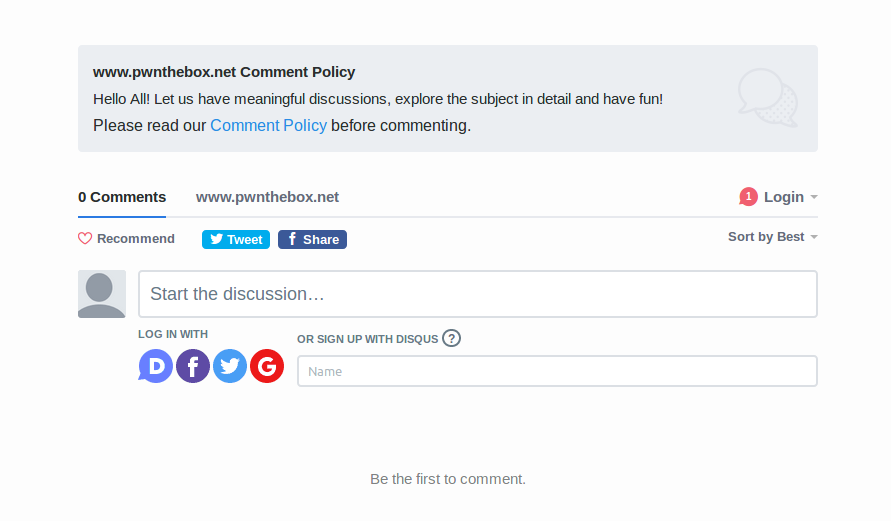 www.pwnthebox.net Comment Policy
Hello All! Let us have meaningful discussions, explore the subject in detail and have fun!
Please read our Comment Policy before commenting.
0 Comments www.pwnthebox.net 1 Login
Recommend Tweet f Share Sort by Best
Start the discussion…
LOG IN WITH
OR SIGN UP WITH DISQUS ?
D f G
Name
Be the first to comment.